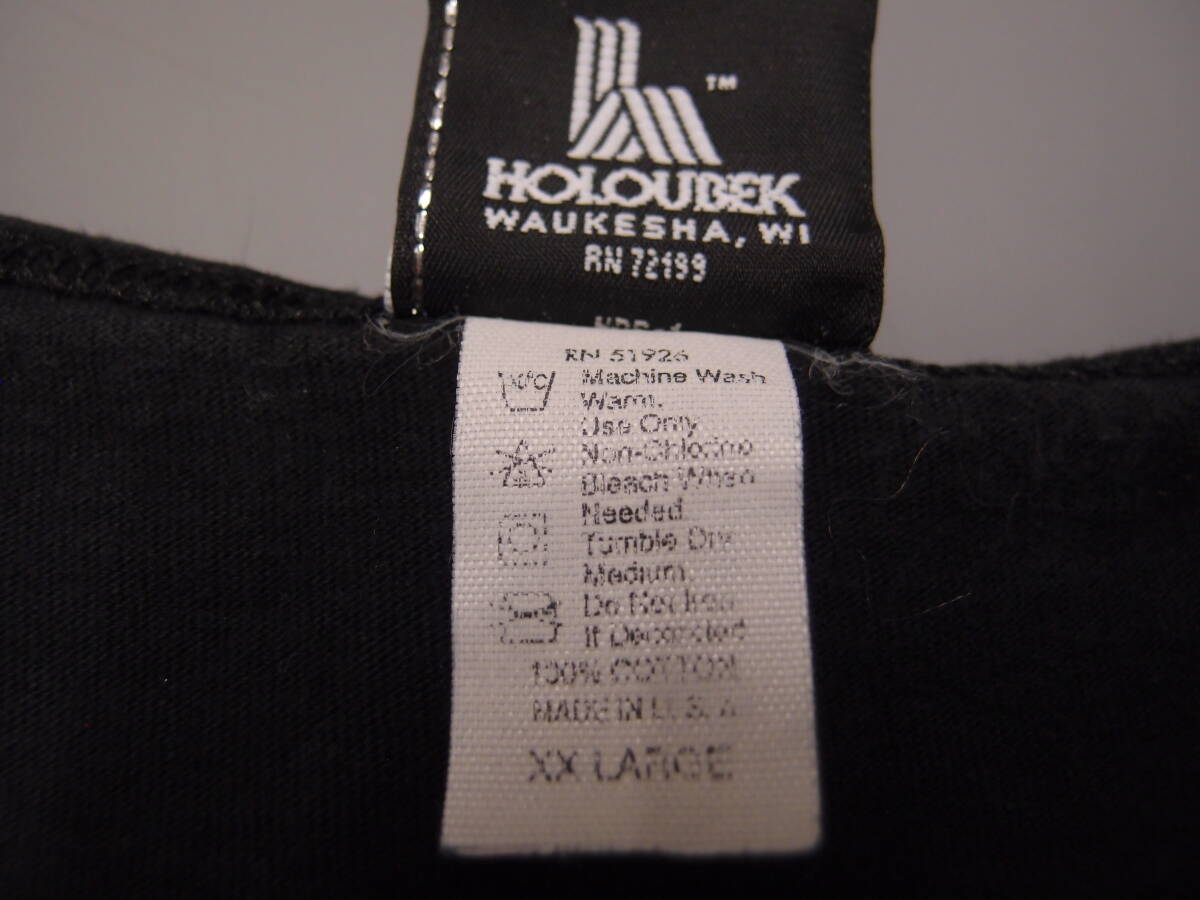 TM
HOLOUBEK
WAUKESHA, WI
RN 72199
RN 51926
Machine Wash
Warm.
Use Only
Non-Chlorine
Bleach When
Needed.
Tumble Dry
Medium.
Do Not Iron
If Decorated
100% COTTON
MADE IN U.S.A.
XX LARGE